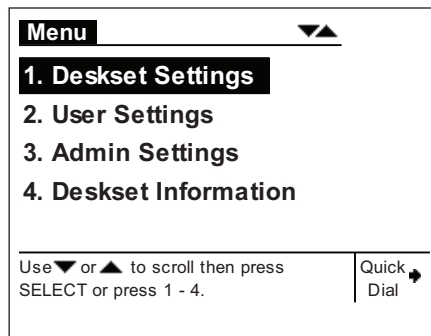 Menu ▼▲
1. Deskset Settings
2. User Settings
3. Admin Settings
4. Deskset Information
Use ▼ or ▲ to scroll then press
SELECT or press 1 - 4.
Quick
Dial